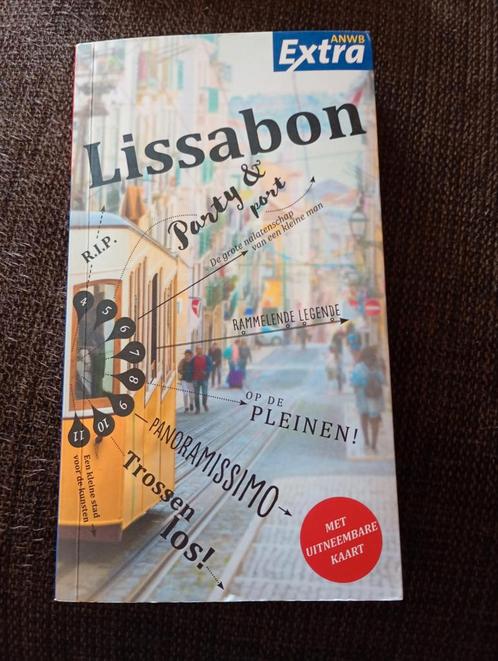 ANWB
Extra
Lissabon
Party &
port
R.I.P.
De grote nalatenschap
van een kleine man
4
5
6
7
8
9
10
11
RAMMELENDE LEGENDE
OP DE
PLEINEN!
PANORAMISSIMO
Trossen
los!
Een kleine stad
voor de kunsten
MET
UITNEEMBARE
KAART